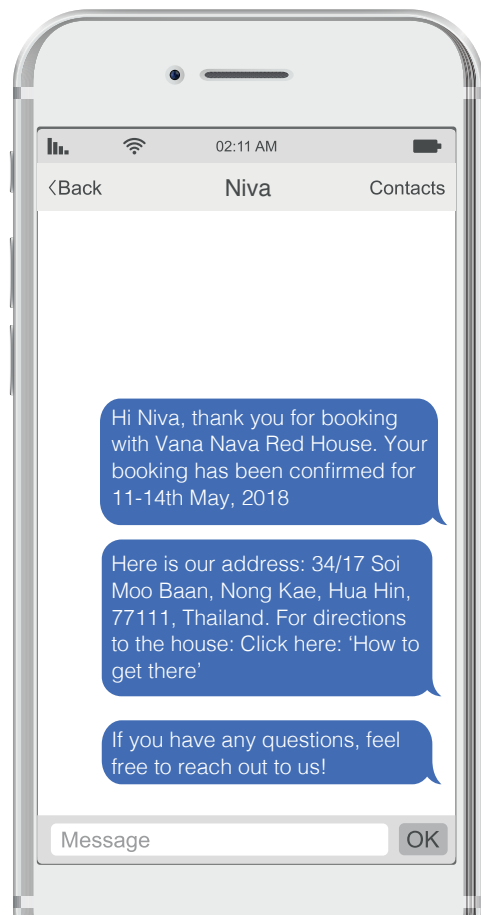 02:11 AM
<Back
Niva
Contacts
Hi Niva, thank you for booking
with Vana Nava Red House. Your
booking has been confirmed for
11-14th May, 2018
Here is our address: 34/17 Soi
Moo Baan, Nong Kae, Hua Hin,
77111, Thailand. For directions
to the house: Click here: ‘How to
get there’
If you have any questions, feel
free to reach out to us!
Message
OK